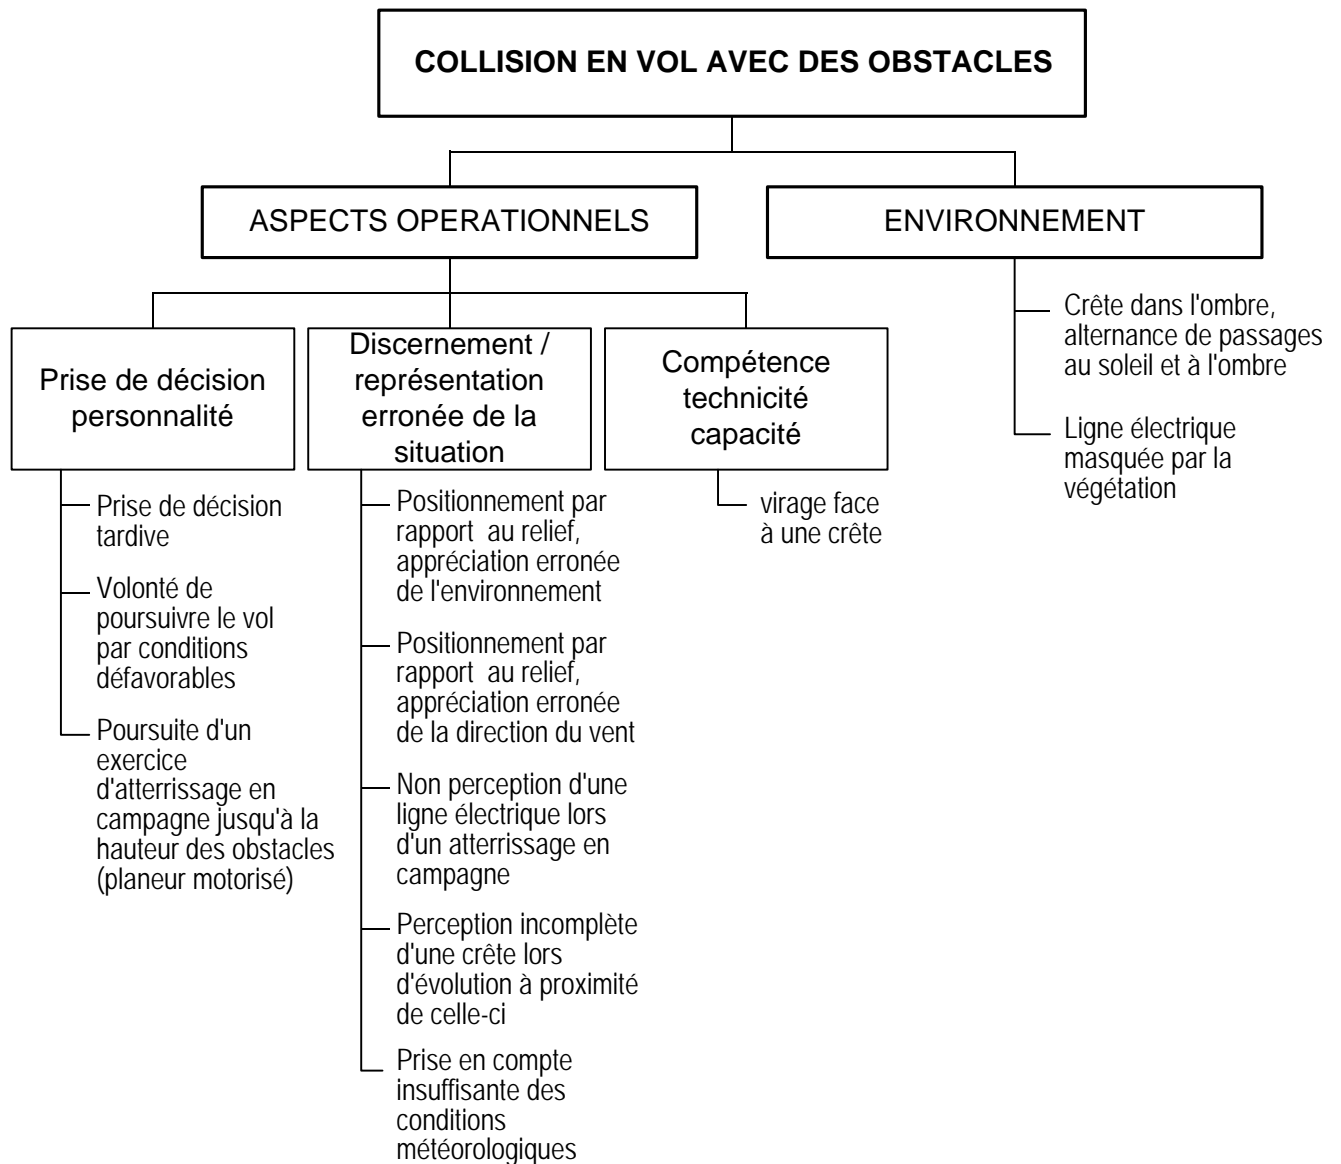 COLLISION EN VOL AVEC DES OBSTACLES
ASPECTS OPERATIONNELS
ENVIRONNEMENT
Prise de décision
personnalité
Prise de décision
tardive
Volonté de
poursuivre le vol
par conditions
défavorables
Poursuite d'un
exercice
d'atterrissage en
campagne jusqu'à la
hauteur des obstacles
(planeur motorisé)
Discernement /
représentation
erronée de la
situation
Positionnement par
rapport  au relief,
appréciation erronée
de l'environnement
Positionnement par
rapport  au relief,
appréciation erronée
de la direction du vent
Non perception d'une
ligne électrique lors
d'un atterrissage en
campagne
Perception incomplète
d'une crête lors
d'évolution à proximité
de celle-ci
Prise en compte
insuffisante des
conditions
météorologiques
Compétence
technicité
capacité
virage face
à une crête
Crête dans l'ombre,
alternance de passages
au soleil et à l'ombre
Ligne électrique
masquée par la
végétation